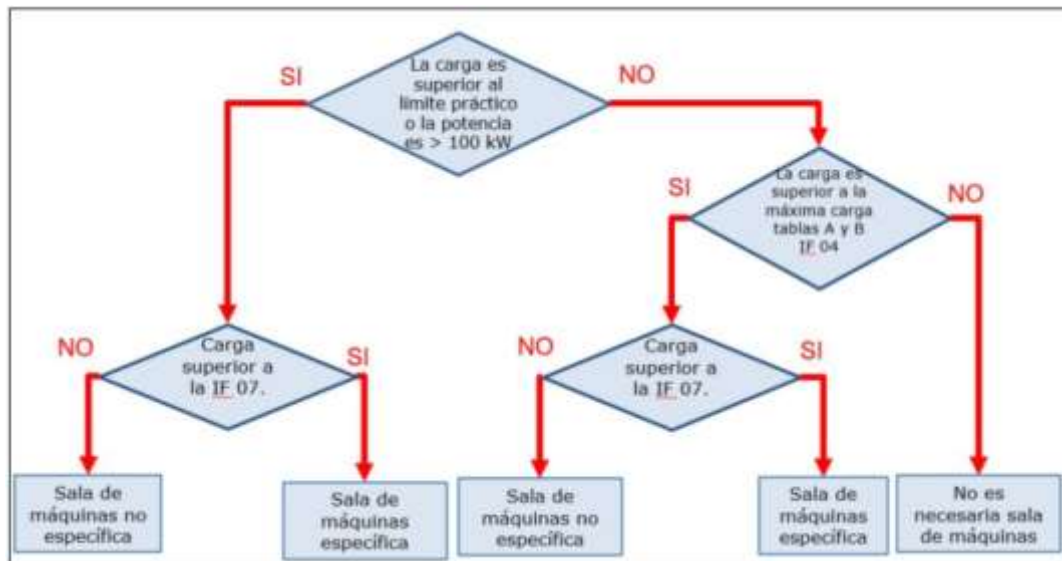 SI
La carga es
superior al
límite práctico
o la potencia
es > 100 kW
NO
SI
La carga es
superior a la
máxima carga
tablas A y B
IF 04
NO
NO
Carga
superior a
la IF 07.
SI
NO
Carga
superior a
la IF 07.
SI
Sala de
máquinas no
específica
Sala de
máquinas
específica
Sala de
máquinas no
específica
Sala de
máquinas
específica
No es
necesaria sala
de máquinas